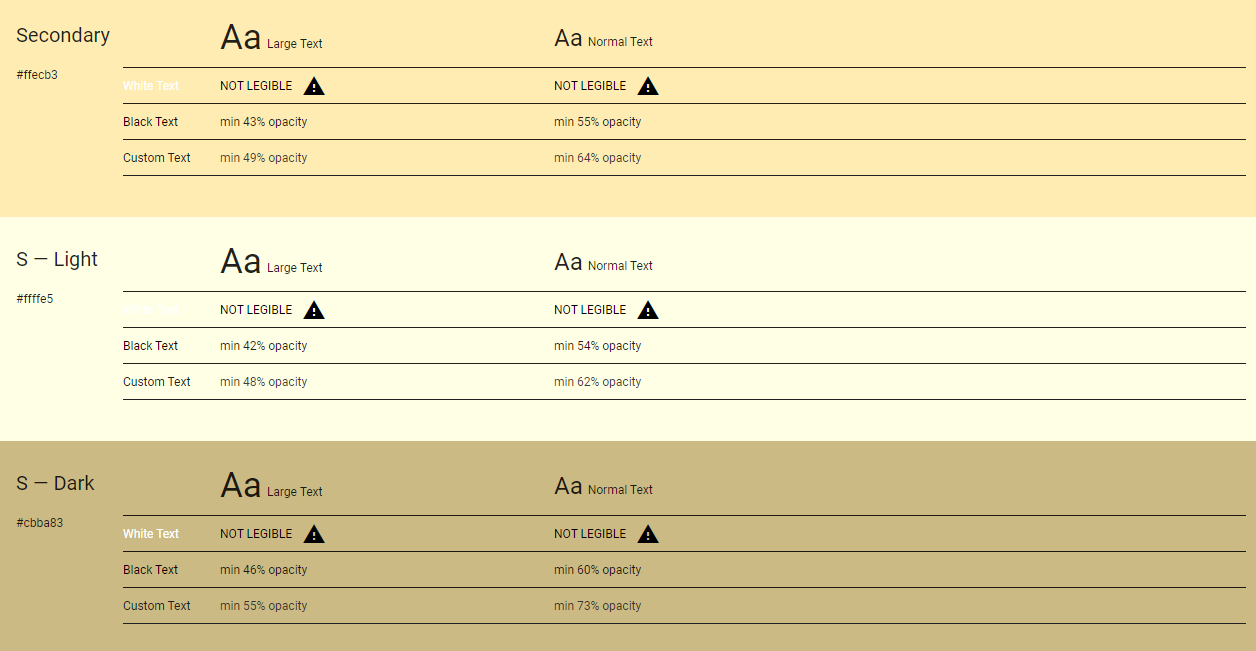 Secondary
Aa Large Text
Aa Normal Text
#ffecb3
White Text NOT LEGIBLE NOT LEGIBLE
Black Text min 43% opacity min 55% opacity
Custom Text min 49% opacity min 64% opacity
S — Light
Aa Large Text
Aa Normal Text
#ffffe5
NOT LEGIBLE NOT LEGIBLE
Black Text min 42% opacity min 54% opacity
Custom Text min 48% opacity min 62% opacity
S — Dark
Aa Large Text
Aa Normal Text
#cbba83
White Text NOT LEGIBLE NOT LEGIBLE
Black Text min 46% opacity min 60% opacity
Custom Text min 55% opacity min 73% opacity